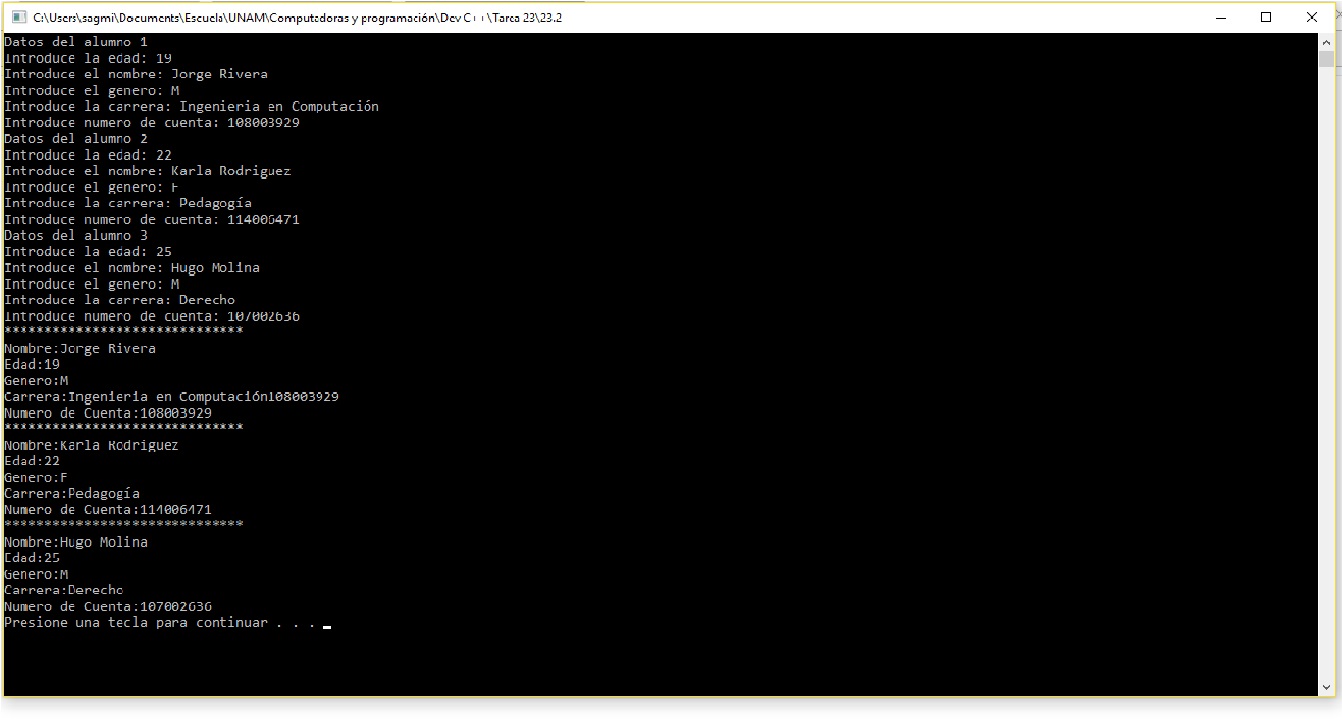 C:\Users\sagmi\Documents\Escuela\UNAM\Computadoras y programación\Dev C++\Tarea 23\23.2
Datos del alumno 1
Introduce la edad: 19
Introduce el nombre: Jorge Rivera
Introduce el genero: M
Introduce la carrera: Ingenieria en Computación
Introduce numero de cuenta: 108003929
Datos del alumno 2
Introduce la edad: 22
Introduce el nombre: Karla Rodriguez
Introduce el genero: F
Introduce la carrera: Pedagogía
Introduce numero de cuenta: 114006471
Datos del alumno 3
Introduce la edad: 25
Introduce el nombre: Hugo Molina
Introduce el genero: M
Introduce la carrera: Derecho
Introduce numero de cuenta: 107002636
******************************
Nombre:Jorge Rivera
Edad:19
Genero:M
Carrera:Ingenieria en Computación108003929
Numero de Cuenta:108003929
******************************
Nombre:Karla Rodriguez
Edad:22
Genero:F
Carrera:Pedagogía
Numero de Cuenta:114006471
******************************
Nombre:Hugo Molina
Edad:25
Genero:M
Carrera:Derecho
Numero de Cuenta:107002636
Presione una tecla para continuar . . .